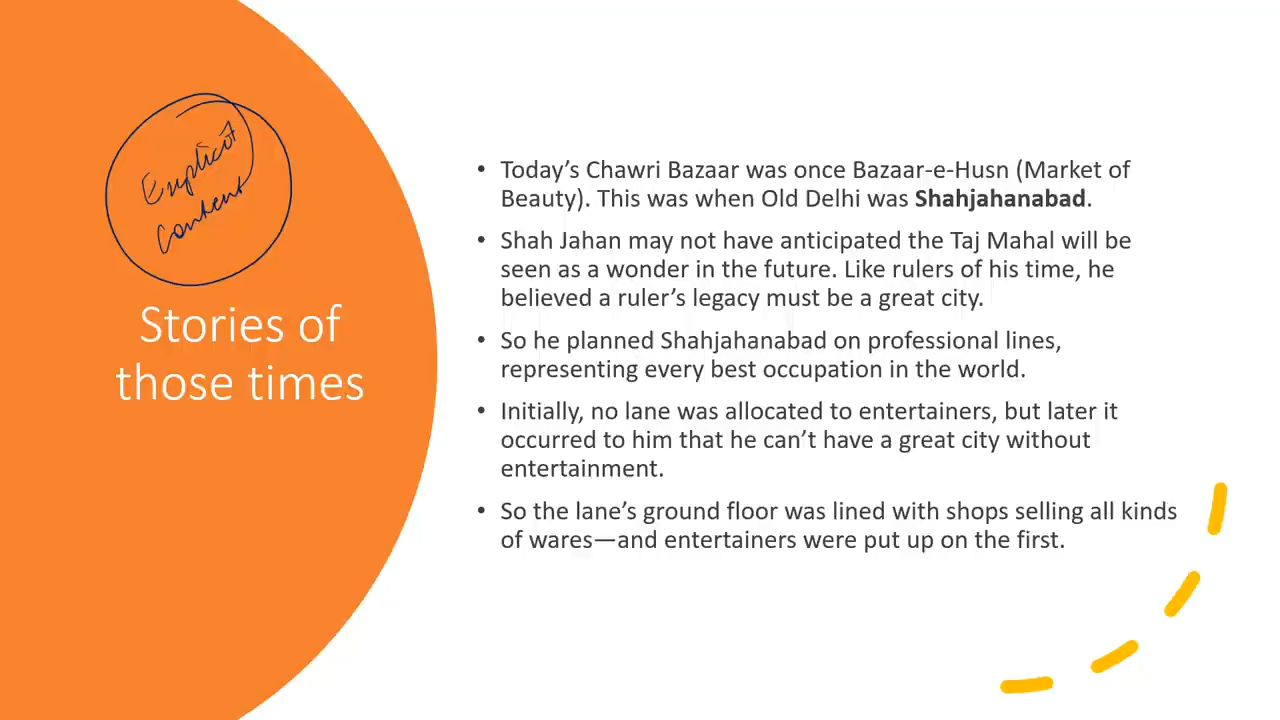 Explicit
content
Stories of
those times
• Today’s Chawri Bazaar was once Bazaar-e-Husn (Market of
Beauty). This was when Old Delhi was Shahjahanabad.
• Shah Jahan may not have anticipated the Taj Mahal will be
seen as a wonder in the future. Like rulers of his time, he
believed a ruler’s legacy must be a great city.
• So he planned Shahjahanabad on professional lines,
representing every best occupation in the world.
• Initially, no lane was allocated to entertainers, but later it
occurred to him that he can’t have a great city without
entertainment.
• So the lane’s ground floor was lined with shops selling all kinds
of wares—and entertainers were put up on the first.